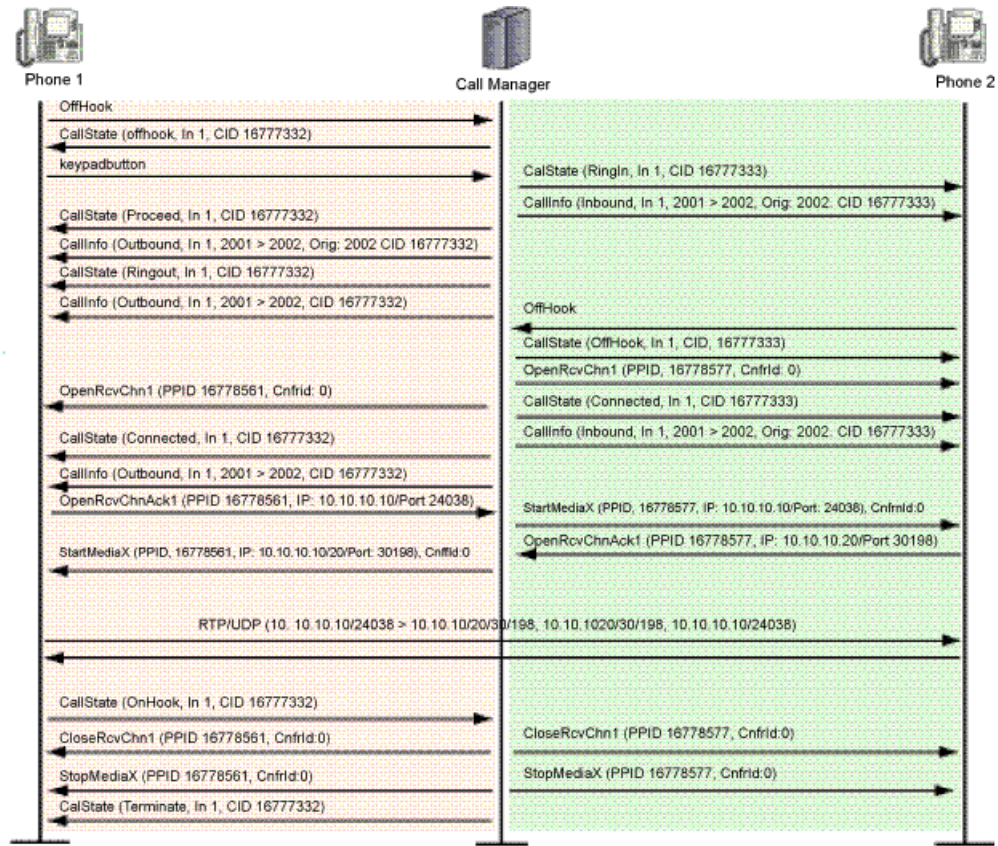 Phone 1
Call Manager
Phone 2
OffHook
CallState (offhook, In 1, CID 16777332)
keypadbutton
CalState (RingIn, In 1, CID 16777333)
CallInfo (Inbound, In 1, 2001 > 2002, Orig: 2002. CID 16777333)
CallState (Proceed, In 1, CID 16777332)
CallInfo (Outbound, In 1, 2001 > 2002, Orig: 2002 CID 16777332)
CallState (Ringout, In 1, CID 16777332)
CallInfo (Outbound, In 1, 2001 > 2002, CID 16777332)
OffHook
CallState (OffHook, In 1, CID, 16777333)
OpenRcvChn1 (PPID, 16778577, CnfrId: 0)
OpenRcvChn1 (PPID 16778561, Cnfrid: 0)
CallState (Connected, In 1, CID 16777333)
CallInfo (Inbound, In 1, 2001 > 2002, Orig: 2002. CID 16777333)
CallState (Connected, In 1, CID 16777332)
CallInfo (Outbound, In 1, 2001 > 2002, CID 16777332)
OpenRcvChnAck1 (PPID 16778561, IP: 10.10.10.10/Port 24038)
StartMediaX (PPID, 16778577, IP: 10.10.10.10/Port: 24038), CnfrnId:0
OpenRcvChnAck1 (PPID 16778577, IP: 10.10.10.20/Port 30198)
StartMediaX (PPID, 16778561, IP: 10.10.10.10/20/Port: 30198), CnffId:0
RTP/UDP (10. 10.10.10/24038 > 10.10.10/20/30/198, 10.10.1020/30/198, 10.10.10.10/24038)
CallState (OnHook, In 1, CID 16777332)
CloseRcvChn1 (PPID 16778561, CnfrId:0)
CloseRcvChn1 (PPID 16778577, CnfrId:0)
StopMediaX (PPID 16778561, CnfrId:0)
StopMediaX (PPID 16778577, CnfrId:0)
CalState (Terminate, In 1, CID 16777332)